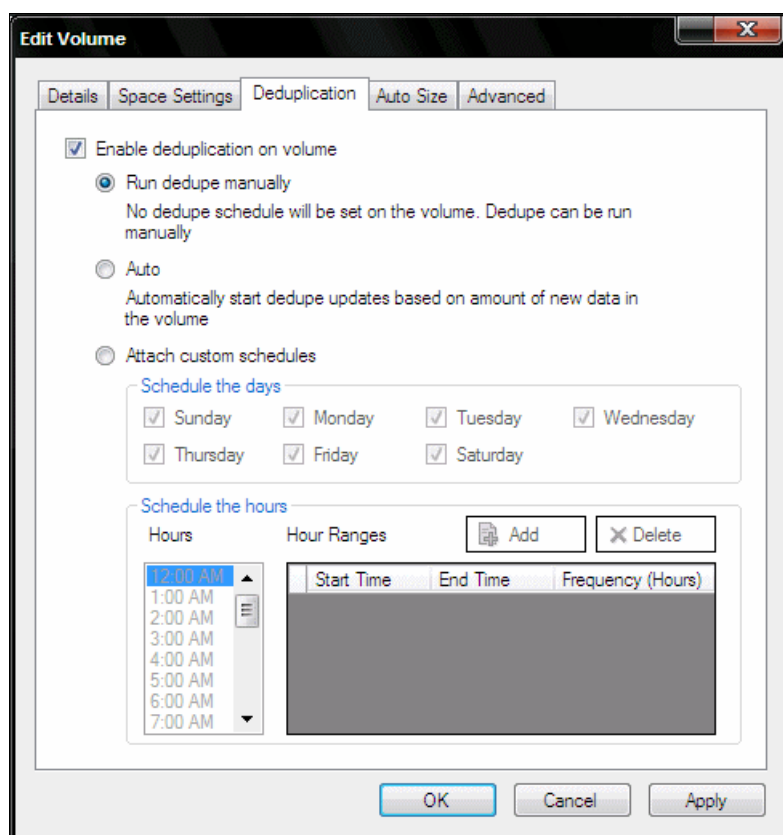 Edit Volume
Details Space Settings Deduplication Auto Size Advanced
Enable deduplication on volume
Run dedupe manually
No dedupe schedule will be set on the volume. Dedupe can be run
manually
Auto
Automatically start dedupe updates based on amount of new data in
the volume
Attach custom schedules
Schedule the days
Sunday Monday Tuesday Wednesday
Thursday Friday Saturday
Schedule the hours
Hours Hour Ranges Add Delete
12:00 AM Start Time End Time Frequency (Hours)
1:00 AM
2:00 AM
3:00 AM
4:00 AM
5:00 AM
6:00 AM
7:00 AM
OK Cancel Apply